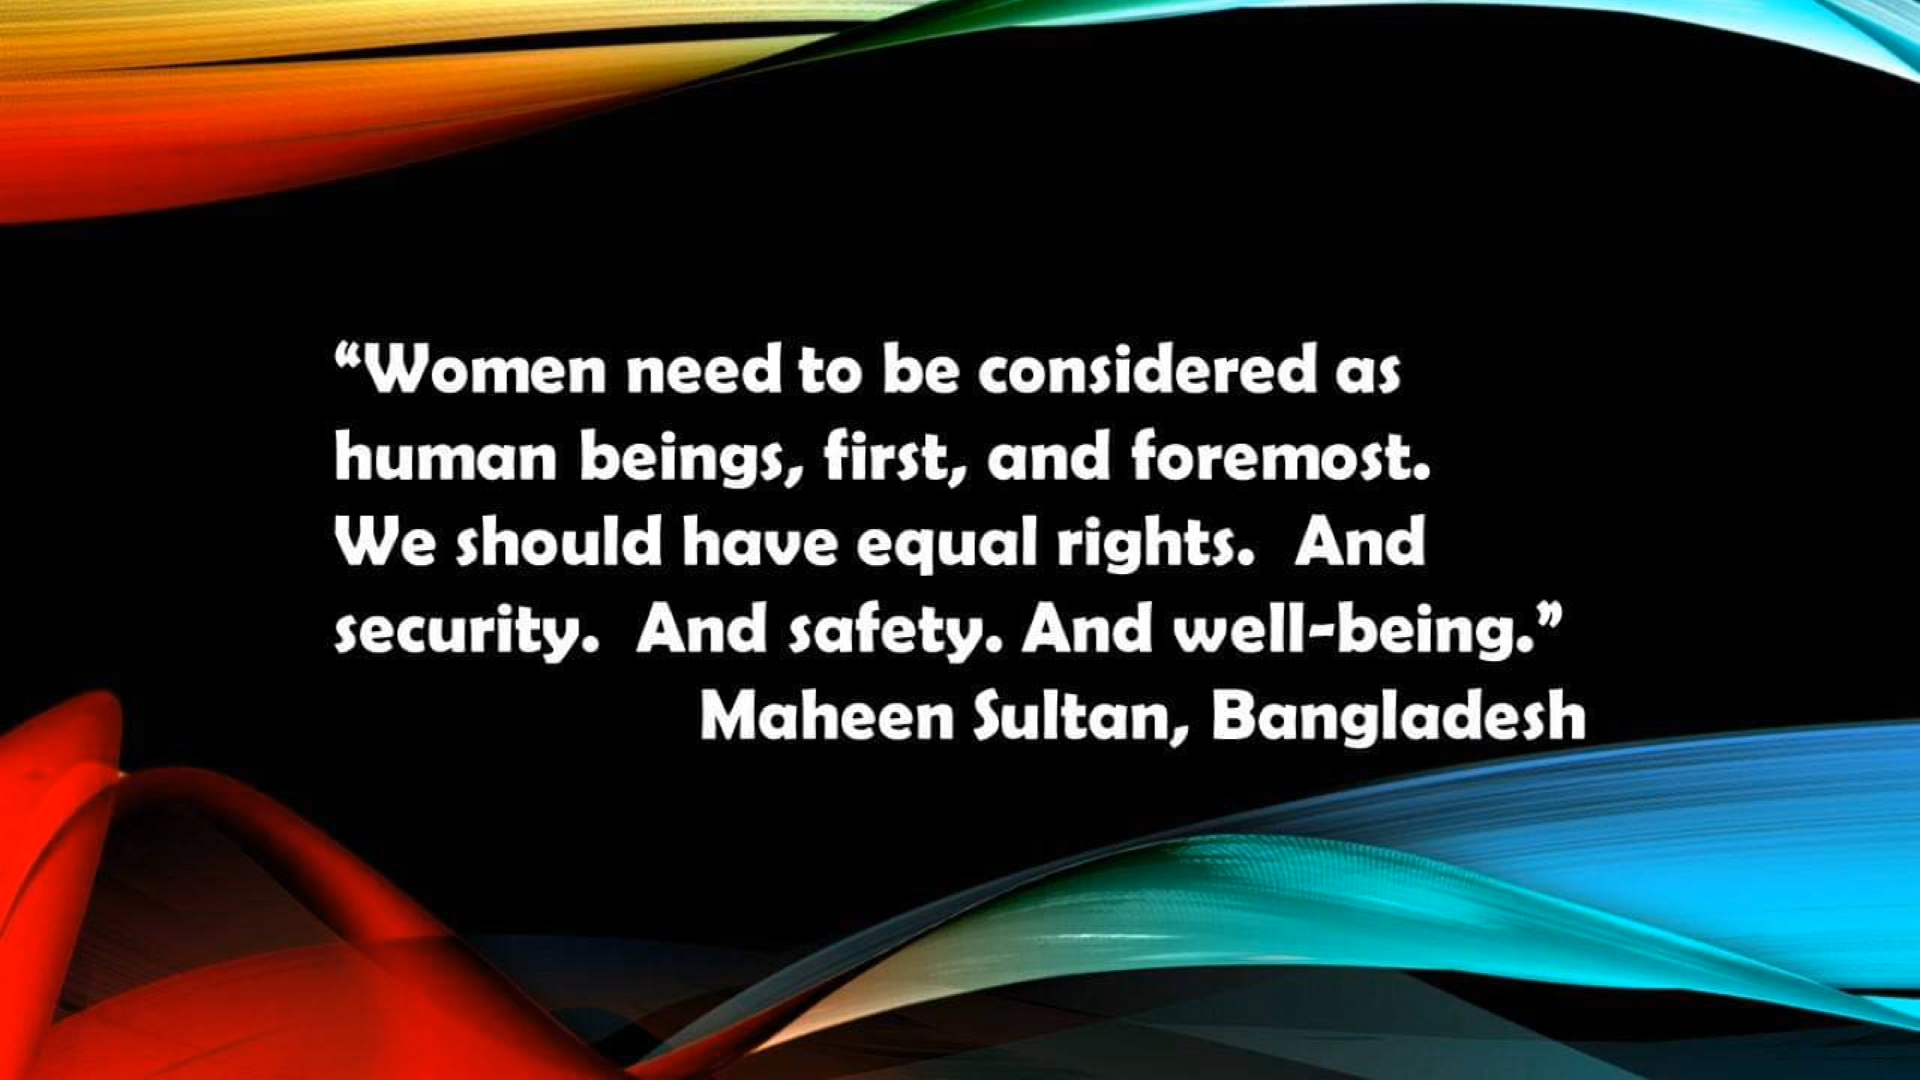 “Women need to be considered as
human beings, first, and foremost.
We should have equal rights.  And
security.  And safety. And well-being.”
Maheen Sultan, Bangladesh